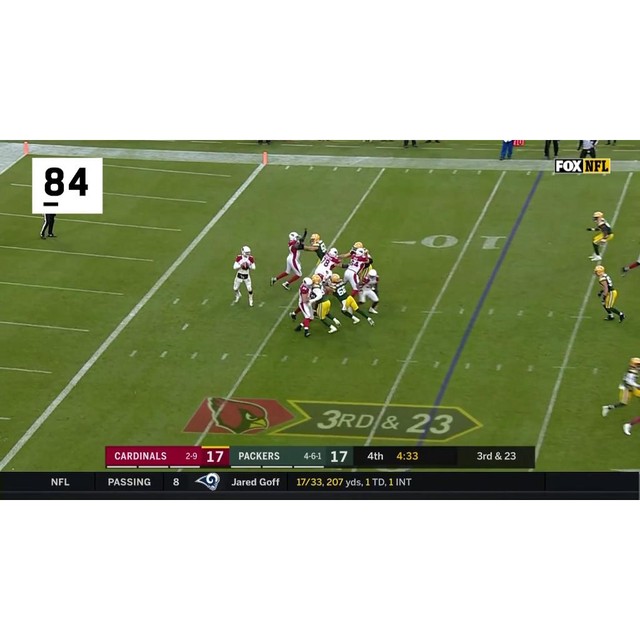 84
FOX NFL
10
3RD & 23
CARDINALS 2-9 17 PACKERS 4-6-1 17 4th 4:33 3rd & 23
NFL PASSING 8 Jared Goff 17/33, 207 yds, 1 TD, 1 INT